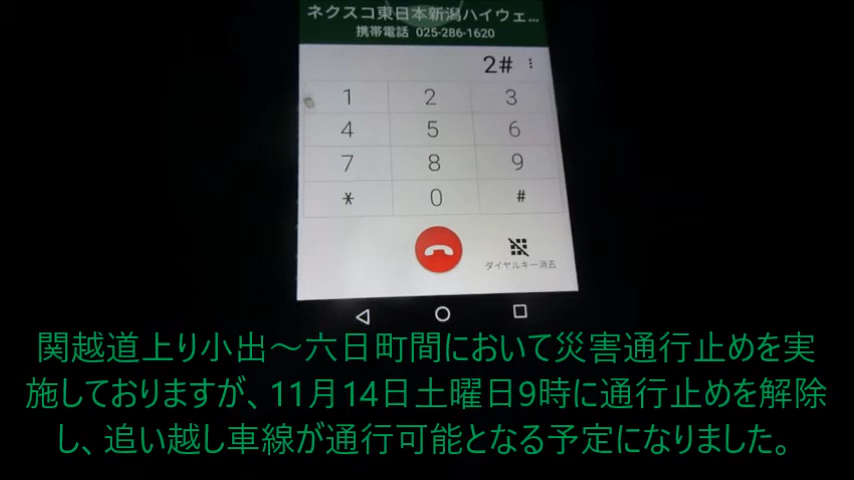 ネクスコ東日本新潟ハイウェ...
携帯電話 025-286-1620
2#
1 2 3
4 5 6
7 8 9
* 0 #
ダイヤルキー消去
関越道上り小出～六日町間において災害通行止めを実
施しておりますが、11月14日土曜日9時に通行止めを解除
し、追い越し車線が通行可能となる予定になりました。